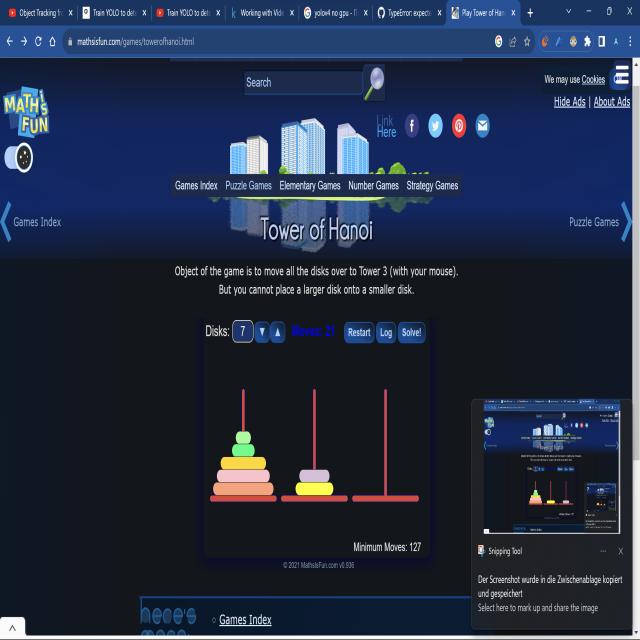 Object Tracking fr
Train YOLO to dete
Train YOLO to dete
Working with Vide
yolov4 no gpu - G
TypeError: expecte
Play Tower of Han
mathsisfun.com/games/towerofhanoi.html
MATH
IS
FUN
Search
We may use Cookies
Hide Ads | About Ads
Link
Here
Games Index Puzzle Games Elementary Games Number Games Strategy Games
Games Index
Puzzle Games
Tower of Hanoi
Object of the game is to move all the disks over to Tower 3 (with your mouse).
But you cannot place a larger disk onto a smaller disk.
Disks: 7 Moves: 21 Restart Log Solve!
Minimum Moves: 127
© 2021 MathsIsFun.com v0.936
Snipping Tool
Der Screenshot wurde in die Zwischenablage kopiert
und gespeichert
Select here to mark up and share the image
Games Index